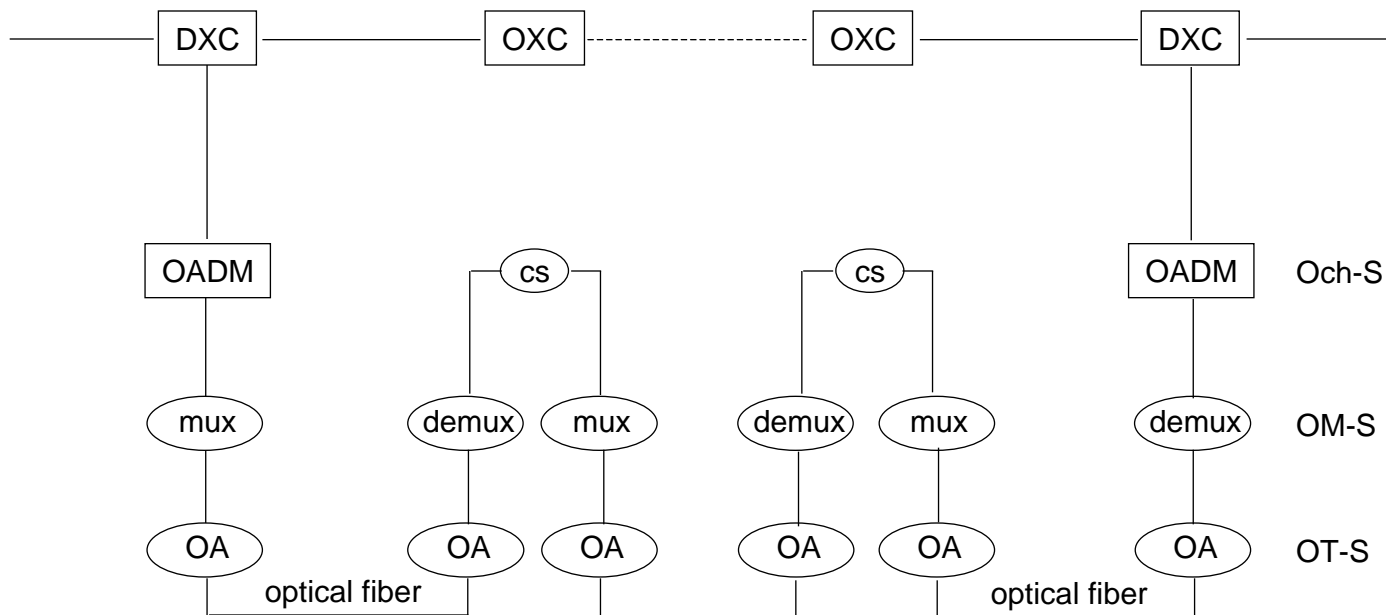 DXC OXC OXC DXC
OADM cs cs OADM Och-S
mux demux mux demux mux demux OM-S
OA OA OA OA OA OA OT-S
optical fiber optical fiber